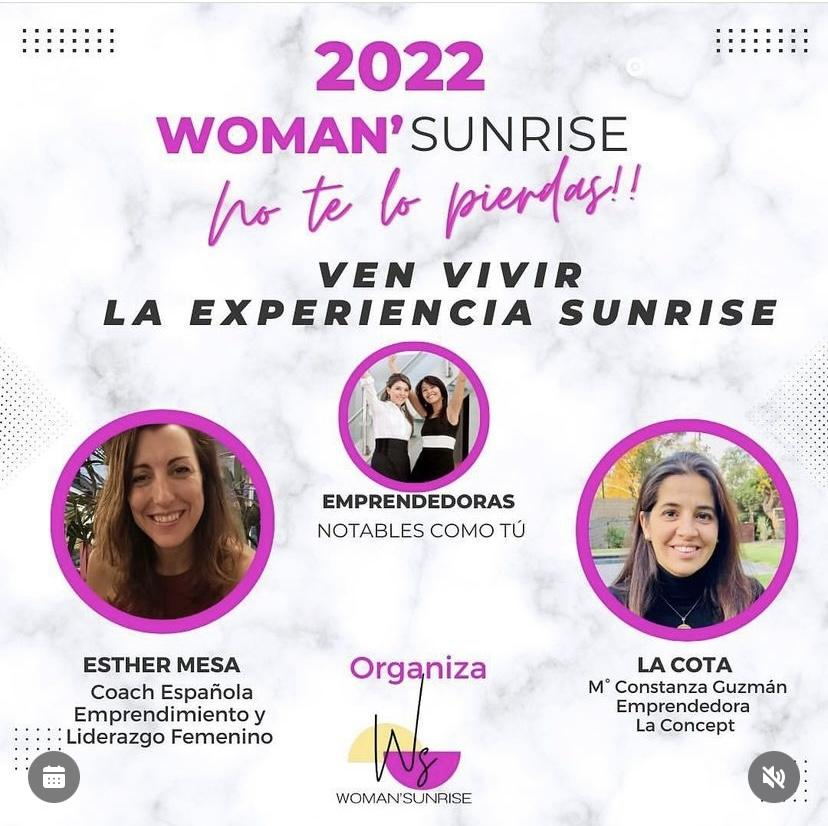 2022
WOMAN'SUNRISE
No te lo pierdas!!
VEN VIVIR
LA EXPERIENCIA SUNRISE
EMPRENDEDORAS
NOTABLES COMO TÚ
ESTHER MESA
Coach Española
Emprendimiento y
Liderazgo Femenino
Organiza
Ws
WOMAN'SUNRISE
LA COTA
M° Constanza Guzmán
Emprendedora
La Concept